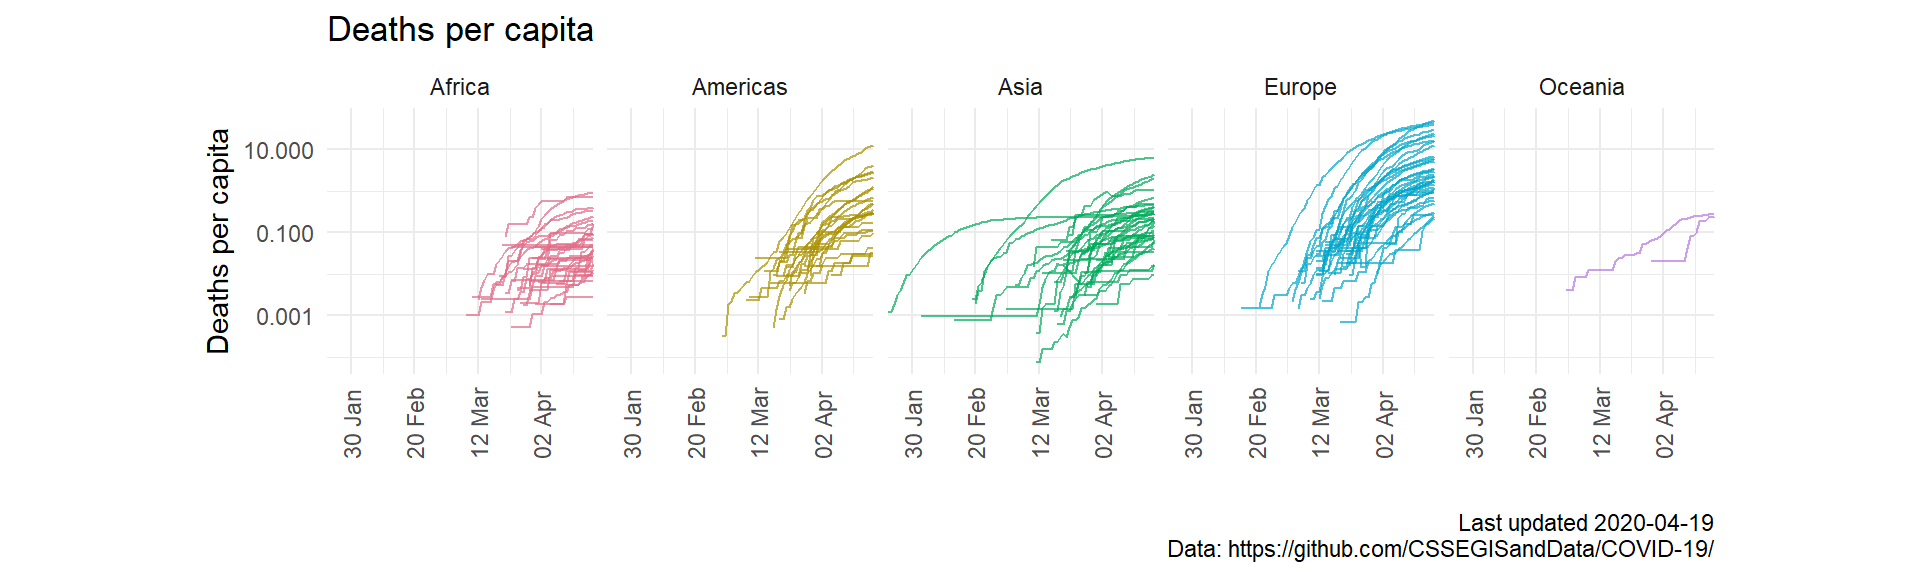 Deaths per capita
Africa
Americas
Asia
Europe
Oceania
Deaths per capita
10.000
0.100
0.001
30 Jan
20 Feb
12 Mar
02 Apr
30 Jan
20 Feb
12 Mar
02 Apr
30 Jan
20 Feb
12 Mar
02 Apr
30 Jan
20 Feb
12 Mar
02 Apr
30 Jan
20 Feb
12 Mar
02 Apr
Last updated 2020-04-19
Data: https://github.com/CSSEGISandData/COVID-19/